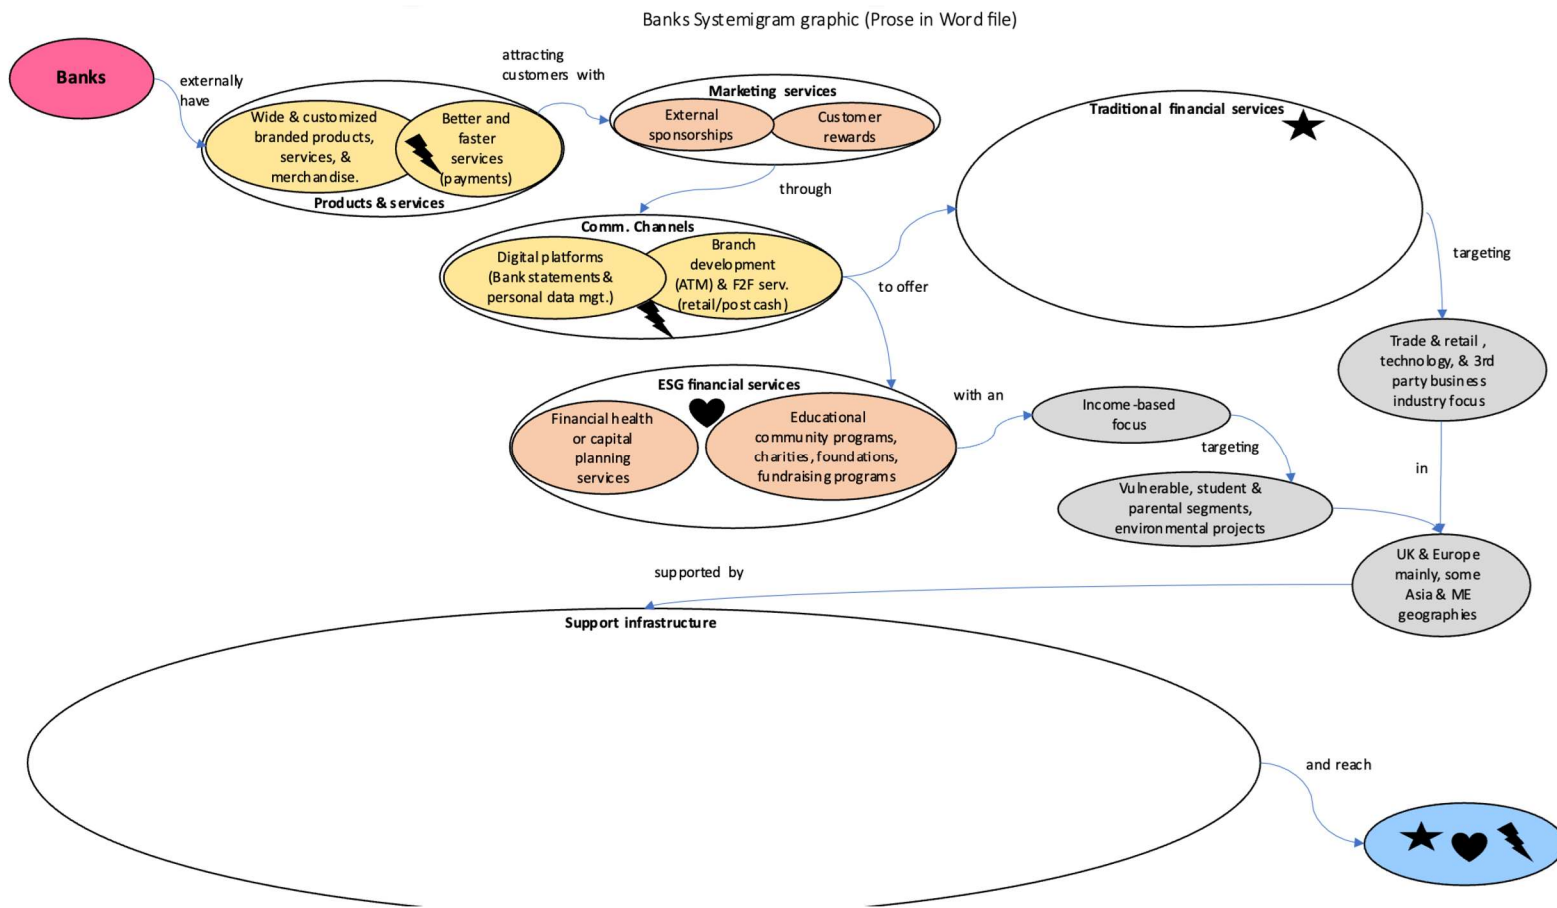 Banks Systemigram graphic (Prose in Word file)
Banks
externally
have
Wide & customized
branded products,
services, &
merchandise.
Better and
faster
services
(payments)
Products & services
attracting
customers with
Marketing services
External
sponsorships
Customer
rewards
through
Comm. Channels
Digital platforms
(Bank statements &
personal data mgt.)
Branch
development
(ATM) & F2F serv.
(retail/post cash)
to offer
Traditional financial services
targeting
Trade & retail ,
technology, & 3rd
party business
industry focus
in
ESG financial services
Financial health
or capital
planning
services
Educational
community programs,
charities, foundations,
fundraising programs
with an
Income-based
focus
targeting
Vulnerable, student &
parental segments,
environmental projects
UK & Europe
mainly, some
Asia & ME
geographies
supported by
Support infrastructure
and reach